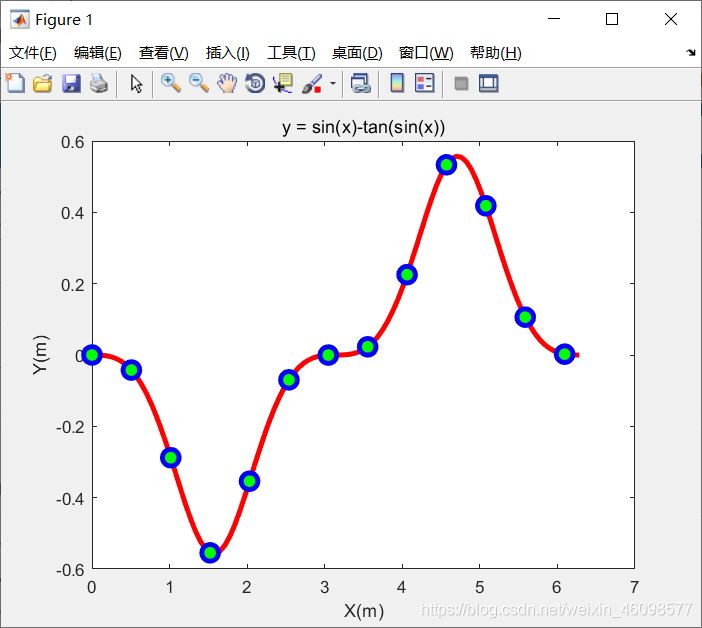 Figure 1
文件(F) 编辑(E) 查看(V) 插入(I) 工具(T) 桌面(D) 窗口(W) 帮助(H)
y = sin(x)-tan(sin(x))
0.6
0.4
0.2
0
-0.2
-0.4
-0.6
Y(m)
0 1 2 3 4 5 6 7
X(m)
https://blog.csdn.net/weixin_46098577